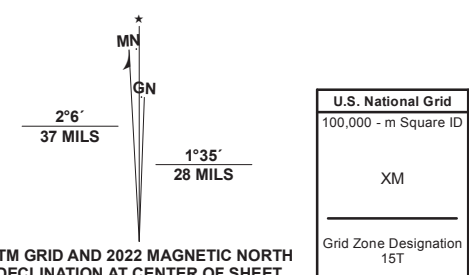 MN
GN
2°6´
37 MILS
1°35´
28 MILS
TM GRID AND 2022 MAGNETIC NORTH
DECLINATION AT CENTER OF SHEET
U.S. National Grid
100,000 - m Square ID
XM
Grid Zone Designation
15T